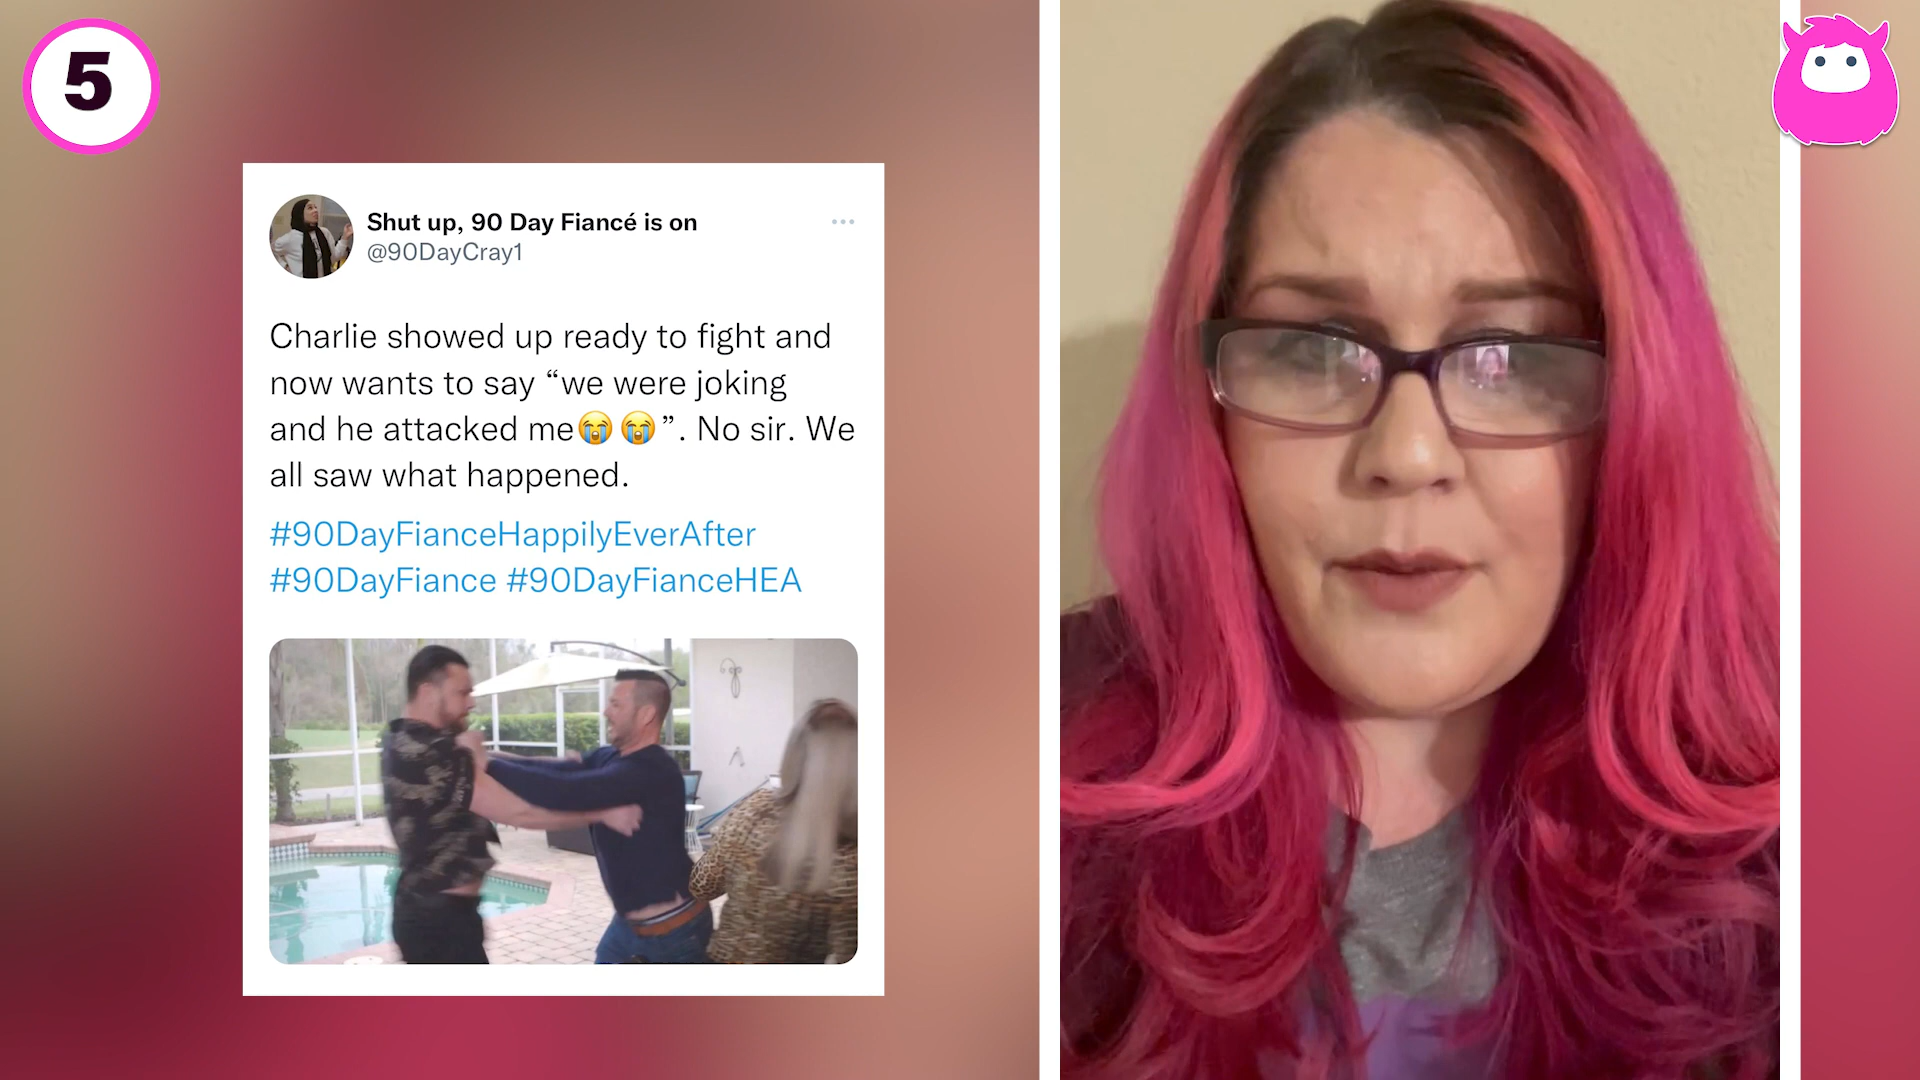 5
Shut up, 90 Day Fiancé is on
@90DayCray1
Charlie showed up ready to fight and
now wants to say “we were joking
and he attacked me😭😭”. No sir. We
all saw what happened.
#90DayFianceHappilyEverAfter
#90DayFiance #90DayFianceHEA